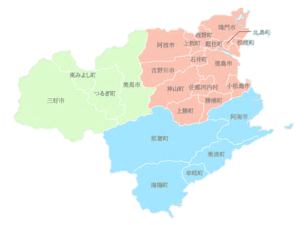 鳴門市
板野町
北島町
松茂町
上板町
藍住町
阿波市
石井町
徳島市
吉野川市
東みよし町
美馬市
つるぎ町
三好市
神山町
佐那河内村
小松島市
勝浦町
上勝町
阿南市
那賀町
美波町
牟岐町
海陽町